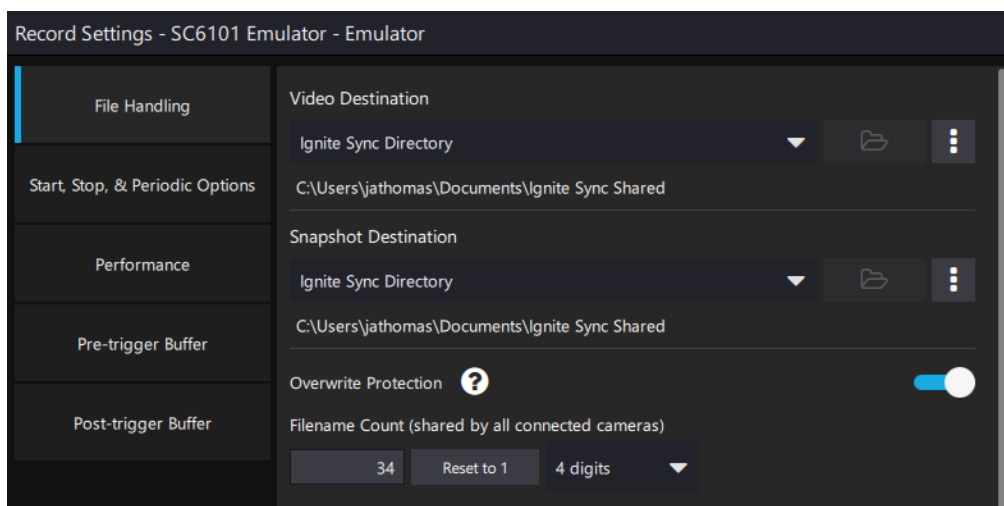 Record Settings - SC6101 Emulator - Emulator
File Handling
Start, Stop, & Periodic Options
Performance
Pre-trigger Buffer
Post-trigger Buffer
Video Destination
Ignite Sync Directory
C:\Users\jathomas\Documents\Ignite Sync Shared
Snapshot Destination
Ignite Sync Directory
C:\Users\jathomas\Documents\Ignite Sync Shared
Overwrite Protection ?
Filename Count (shared by all connected cameras)
34 Reset to 1 4 digits